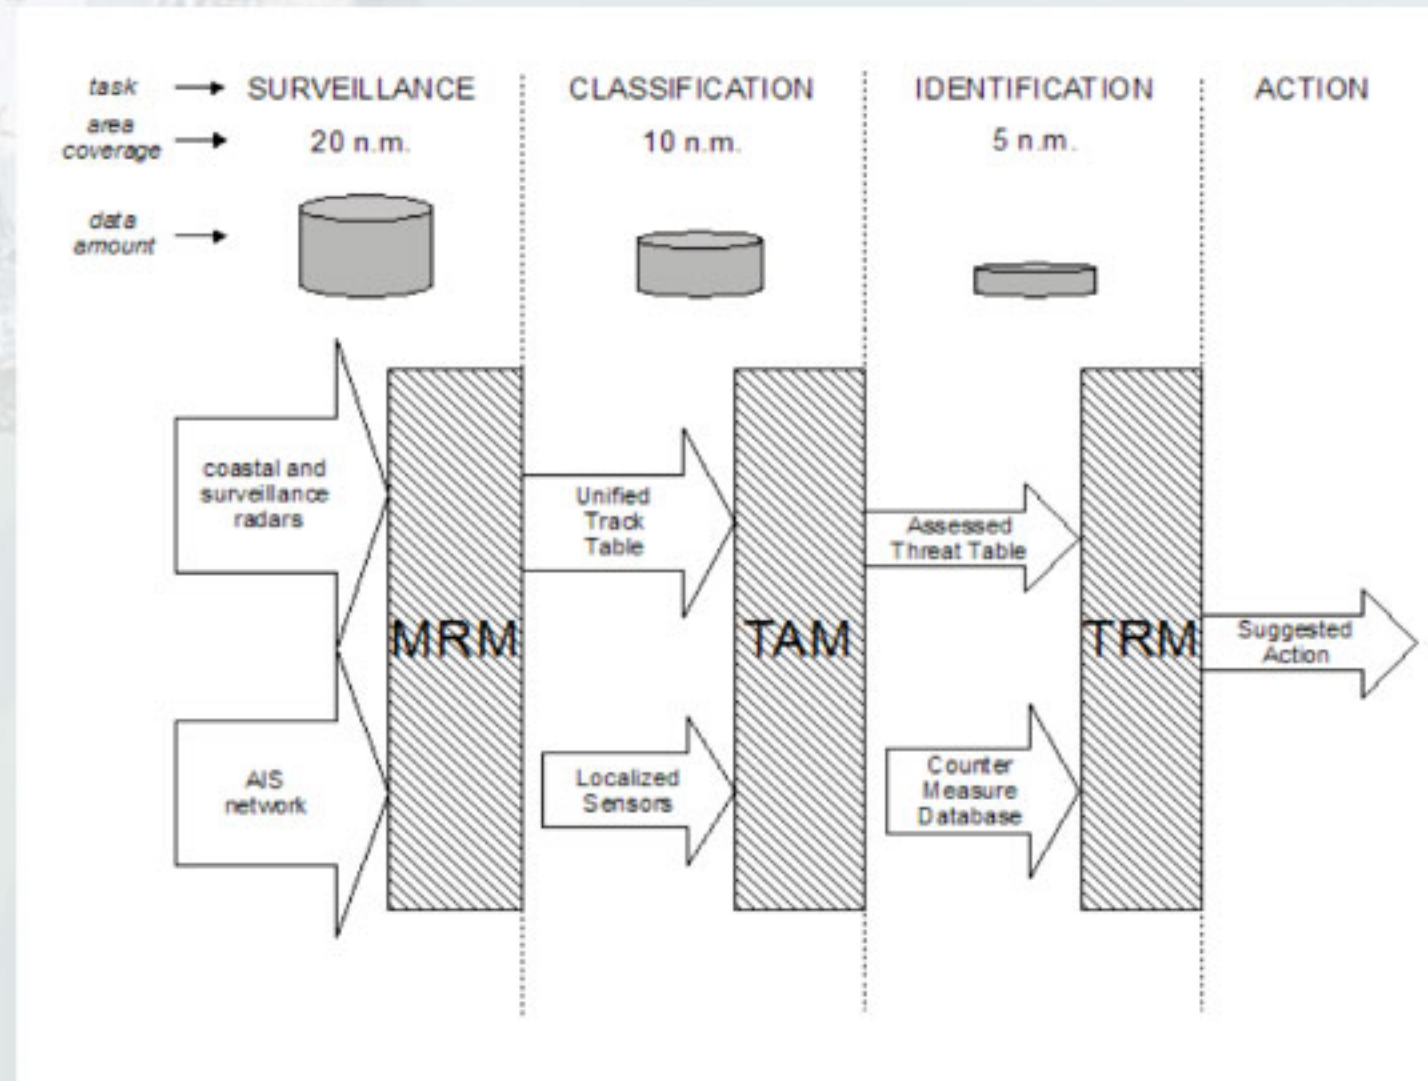 task
SURVEILLANCE
CLASSIFICATION
IDENTIFICATION
ACTION
area
coverage
20 n.m.
10 n.m.
5 n.m.
data
amount
coastal and
surveillance
radars
Unified
Track
Table
Assessed
Threat Table
MRM
TAM
TRM
Suggested
Action
AIS
network
Localized
Sensors
Counter
Measure
Database